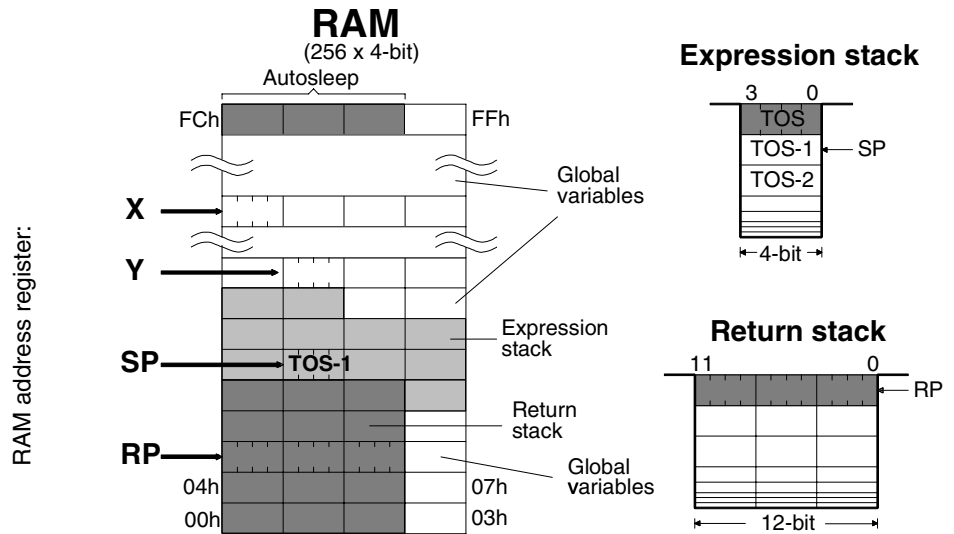 RAM
(256 x 4-bit)
Autosleep
FCh
FFh
Global
variables
X
Y
SP
TOS-1
Expression
stack
Return
stack
RP
Global
variables
04h
07h
00h
03h
RAM address register:
Expression stack
3 0
TOS
TOS-1
SP
TOS-2
4-bit
Return stack
11 0
RP
12-bit